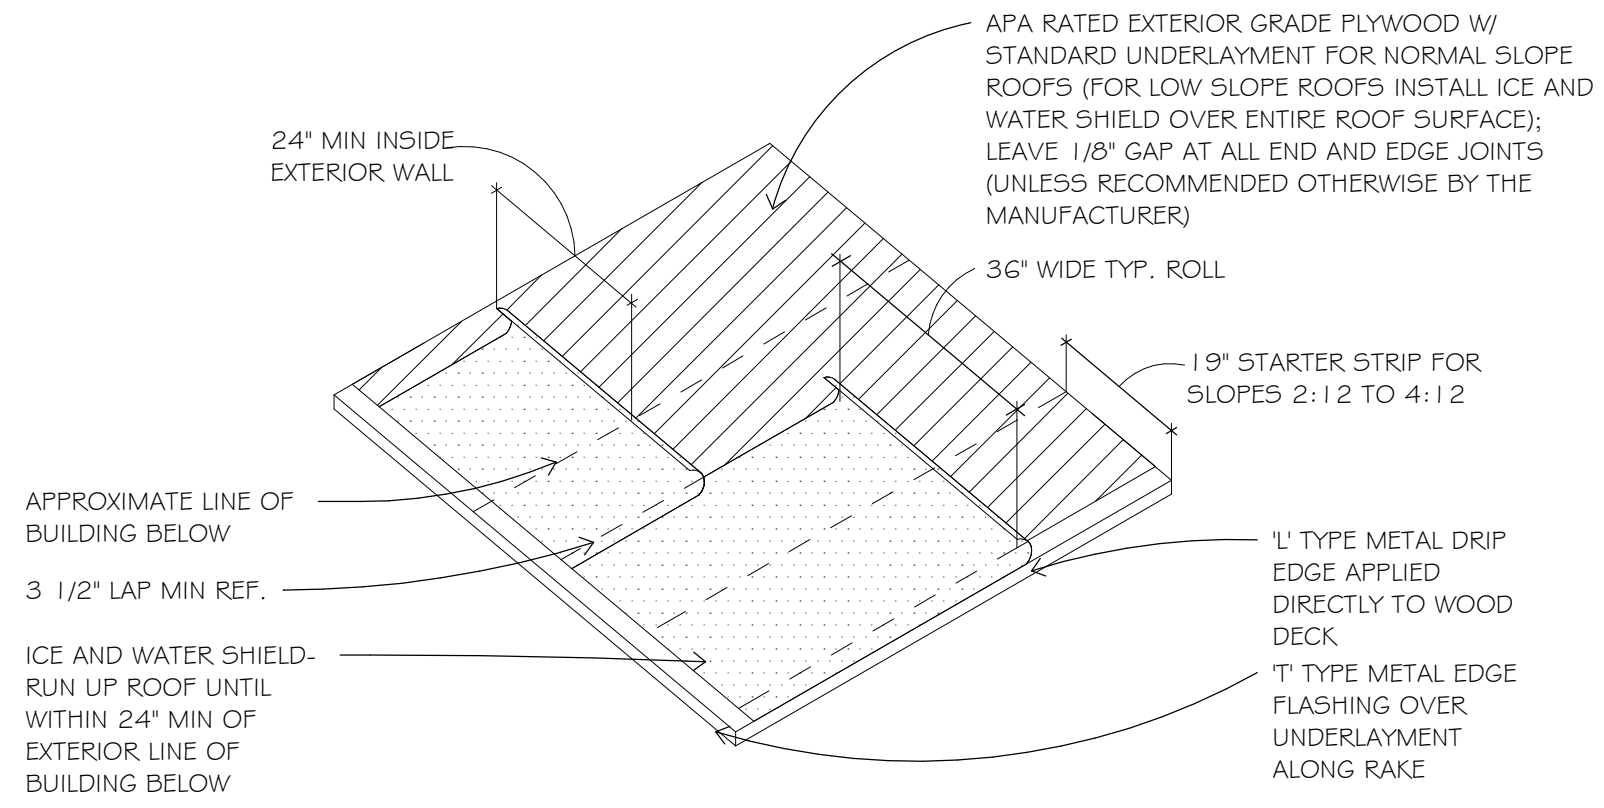 APA RATED EXTERIOR GRADE PLYWOOD W/
STANDARD UNDERLAYMENT FOR NORMAL SLOPE
ROOFS (FOR LOW SLOPE ROOFS INSTALL ICE AND
WATER SHIELD OVER ENTIRE ROOF SURFACE);
LEAVE 1/8" GAP AT ALL END AND EDGE JOINTS
(UNLESS RECOMMENDED OTHERWISE BY THE
MANUFACTURER)
24" MIN INSIDE
EXTERIOR WALL
36" WIDE TYP. ROLL
19" STARTER STRIP FOR
SLOPES 2:12 TO 4:12
APPROXIMATE LINE OF
BUILDING BELOW
3 1/2" LAP MIN REF.
ICE AND WATER SHIELD-
RUN UP ROOF UNTIL
WITHIN 24" MIN OF
EXTERIOR LINE OF
BUILDING BELOW
'L' TYPE METAL DRIP
EDGE APPLIED
DIRECTLY TO WOOD
DECK
'T' TYPE METAL EDGE
FLASHING OVER
UNDERLAYMENT
ALONG RAKE